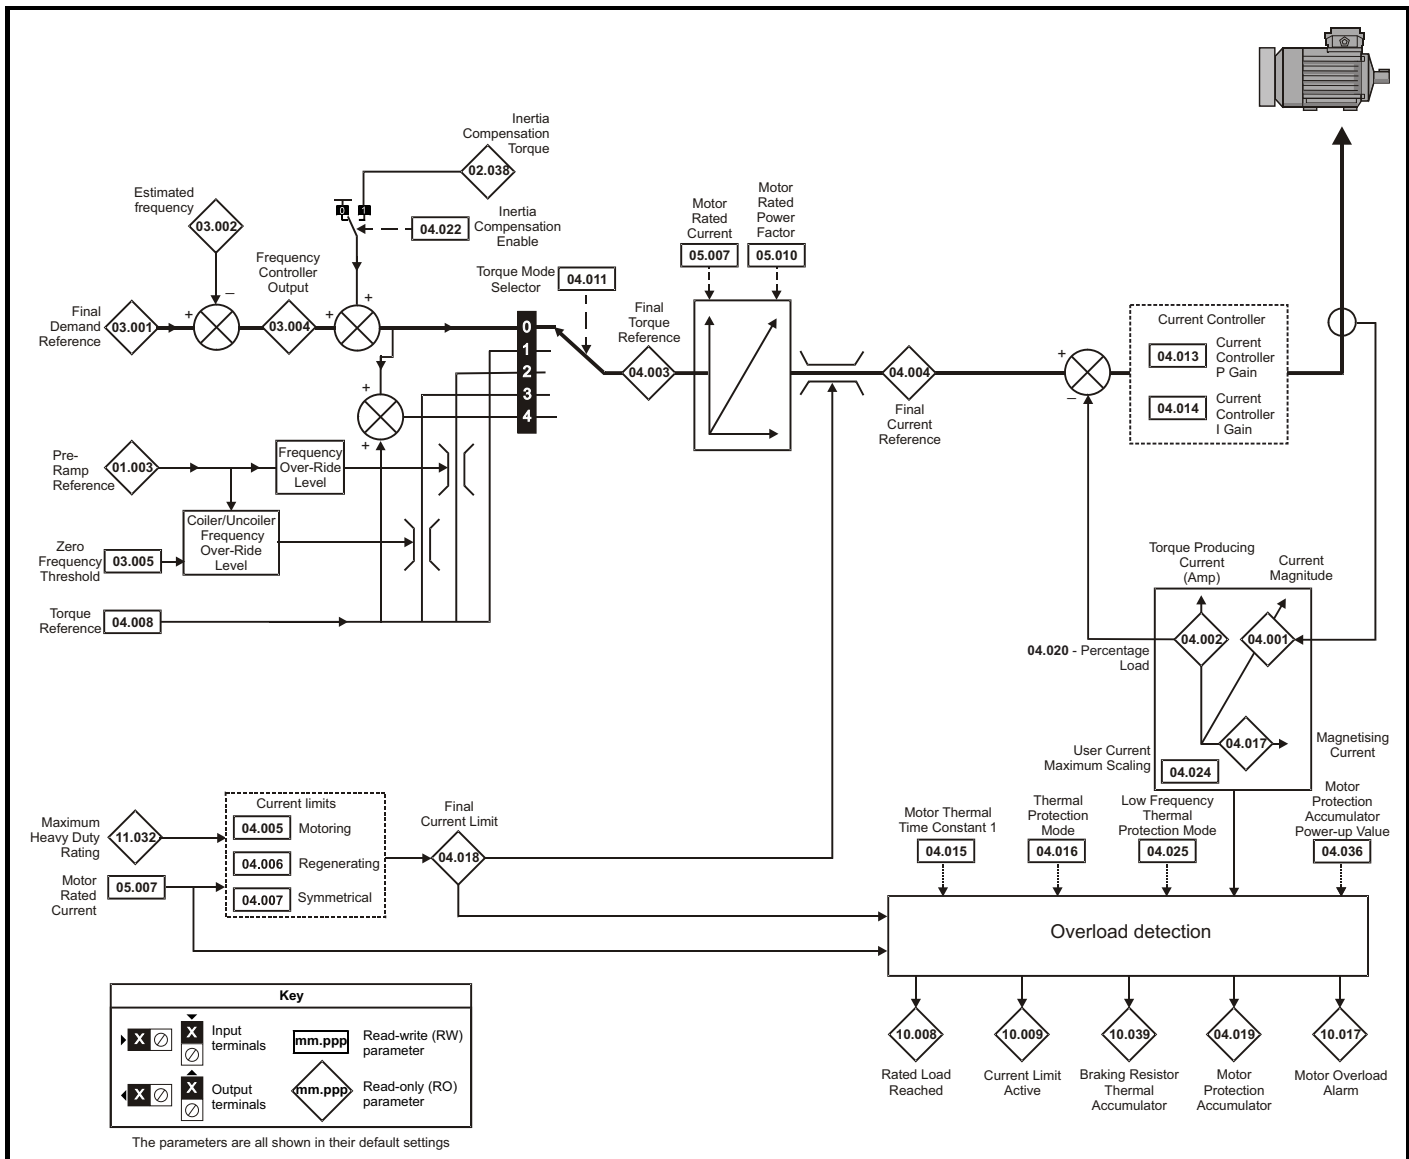 Inertia
Compensation
Torque
02.038
Estimated
frequency
03.002
0 1
04.022
Inertia
Compensation
Enable
Motor
Rated
Current
05.007
Motor
Rated
Power
Factor
05.010
Frequency
Controller
Output
Torque Mode
Selector
04.011
Final
Demand
Reference
03.001
+
–
03.004
+
+
0
1
2
3
4
Final
Torque
Reference
04.003
04.004
Final
Current
Reference
+
–
Current Controller
04.013
Current
Controller
P Gain
04.014
Current
Controller
I Gain
+
+
Pre-
Ramp
Reference
01.003
Frequency
Over-Ride
Level
Coiler/Uncoiler
Frequency
Over-Ride
Level
Zero
Frequency
Threshold
03.005
Torque
Reference
04.008
Torque Producing
Current
(Amp)
Current
Magnitude
04.002
04.001
04.020 - Percentage
Load
04.017
Magnetising
Current
User Current
Maximum Scaling
04.024
Maximum
Heavy Duty
Rating
11.032
Motor
Rated
Current
05.007
Current limits
04.005 Motoring
04.006 Regenerating
04.007 Symmetrical
Final
Current Limit
04.018
Motor Thermal
Time Constant 1
04.015
Thermal
Protection
Mode
04.016
Low Frequency
Thermal
Protection Mode
04.025
Motor
Protection
Accumulator
Power-up Value
04.036
Overload detection
10.008
Rated Load
Reached
10.009
Current Limit
Active
10.039
Braking Resistor
Thermal
Accumulator
04.019
Motor
Protection
Accumulator
10.017
Motor Overload
Alarm
Key
X
X
Input
terminals
mm.ppp
Read-write (RW)
parameter
X
X
Output
terminals
mm.ppp
Read-only (RO)
parameter
The parameters are all shown in their default settings